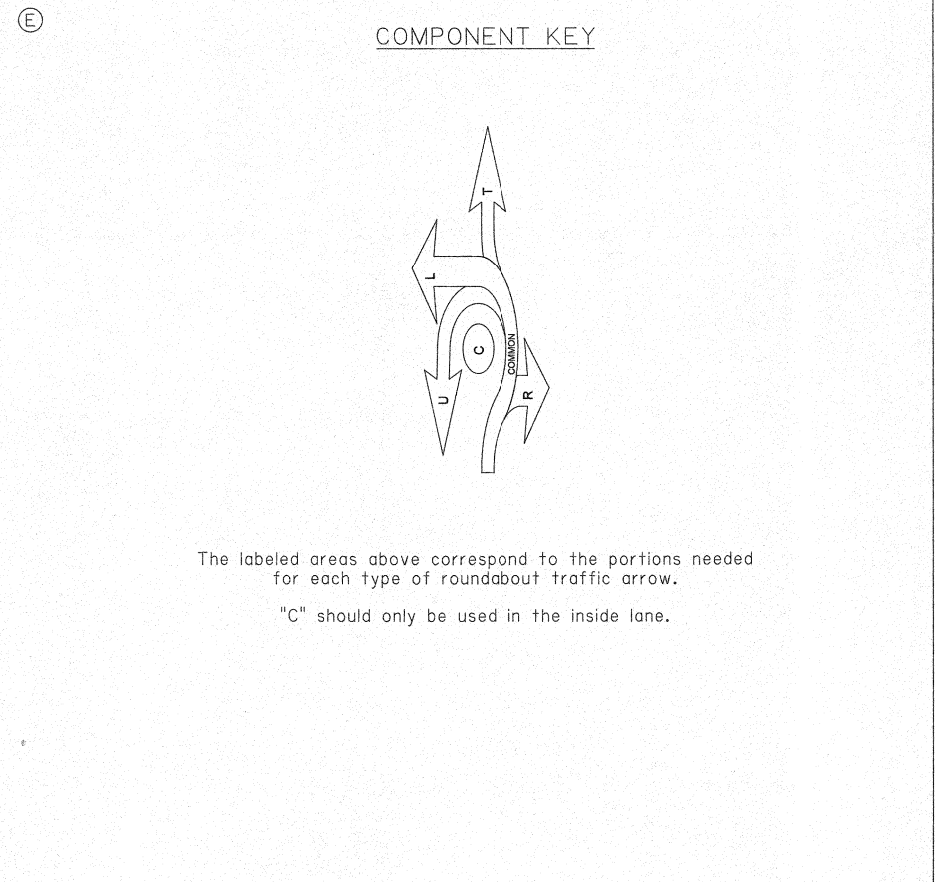 E
COMPONENT KEY
T
L
C
COMMON
U
R
The labeled areas above correspond to the portions needed
for each type of roundabout traffic arrow.
"C" should only be used in the inside lane.